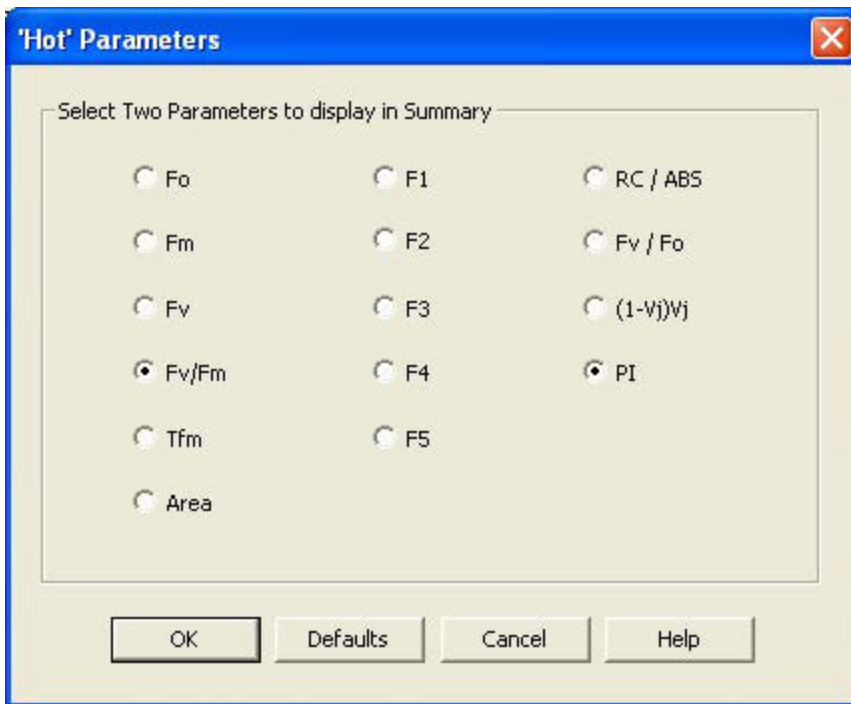 'Hot' Parameters
Select Two Parameters to display in Summary
Fo F1 RC / ABS
Fm F2 Fv / Fo
Fv F3 (1-Vj)Vj
Fv/Fm F4 PI
Tfm F5
Area
OK Defaults Cancel Help